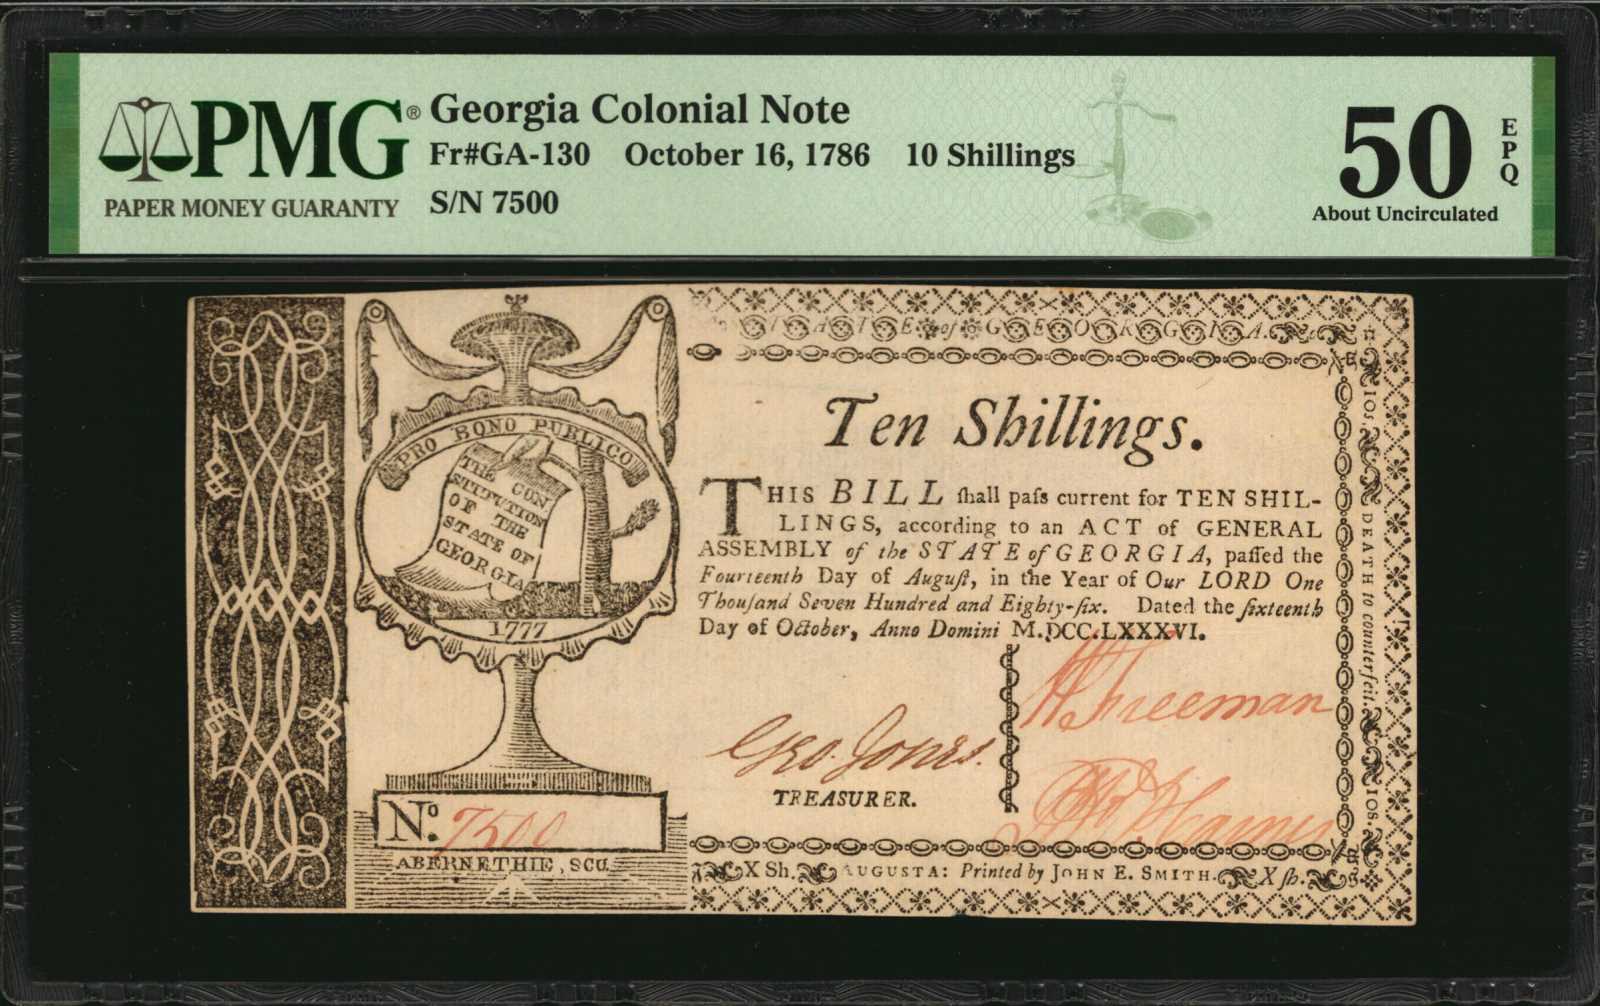 PMG®
PAPER MONEY GUARANTY
Georgia Colonial Note
Fr#GA-130 October 16, 1786 10 Shillings
S/N 7500
50
EPQ
About Uncirculated
STATE of GEORGIA.
PRO BONO PUBLICO
THE CON
STITUTION
OF THE
STATE OF
GEORGIA
1777
No. 7500
ABERNETHIE, SCU.
Ten Shillings.
THIS BILL ſhall paſs current for TEN SHIL-
LINGS, according to an ACT of GENERAL
ASSEMBLY of the STATE of GEORGIA, paſſed the
Fourteenth Day of Auguſt, in the Year of Our LORD One
Thouſand Seven Hundred and Eighty-ſix. Dated the ſixteenth
Day of October, Anno Domini M.DCC.LXXXVI.
Geo. Jones.
TREASURER.
H Freeman
10s. DEATH to counterfeit. 10s.
X Sh. AUGUSTA: Printed by JOHN E. SMITH. X ſh.